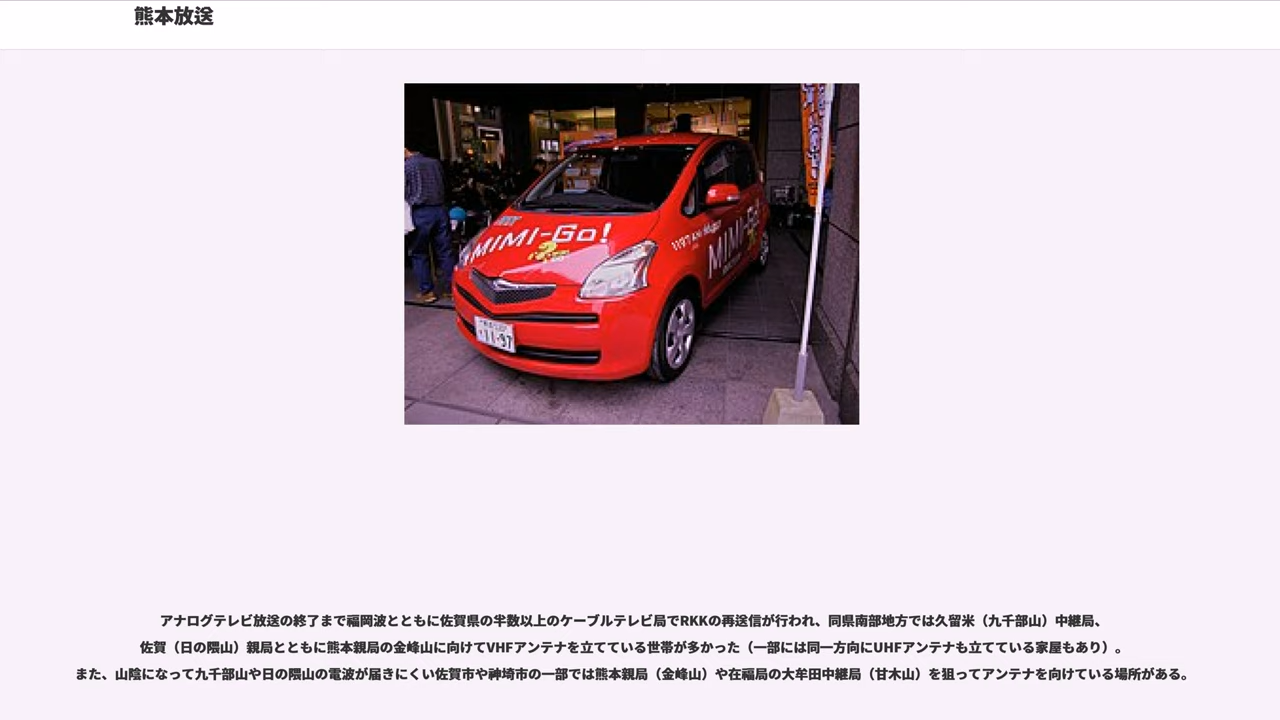 熊本放送
MIMI-Go!
1197
MIMI-Go
11-97
アナログテレビ放送の終了まで福岡波とともに佐賀県の半数以上のケーブルテレビ局でRKKの再送信が行われ、同県南部地方では久留米（九千部山）中継局、
佐賀（日の隈山）親局とともに熊本親局の金峰山に向けてVHFアンテナを立てている世帯が多かった（一部には同一方向にUHFアンテナも立てている家屋もあり）。
また、山陰になって九千部山や日の隈山の電波が届きにくい佐賀市や神埼市の一部では熊本親局（金峰山）や在福局の大牟田中継局（甘木山）を狙ってアンテナを向けている場所がある。